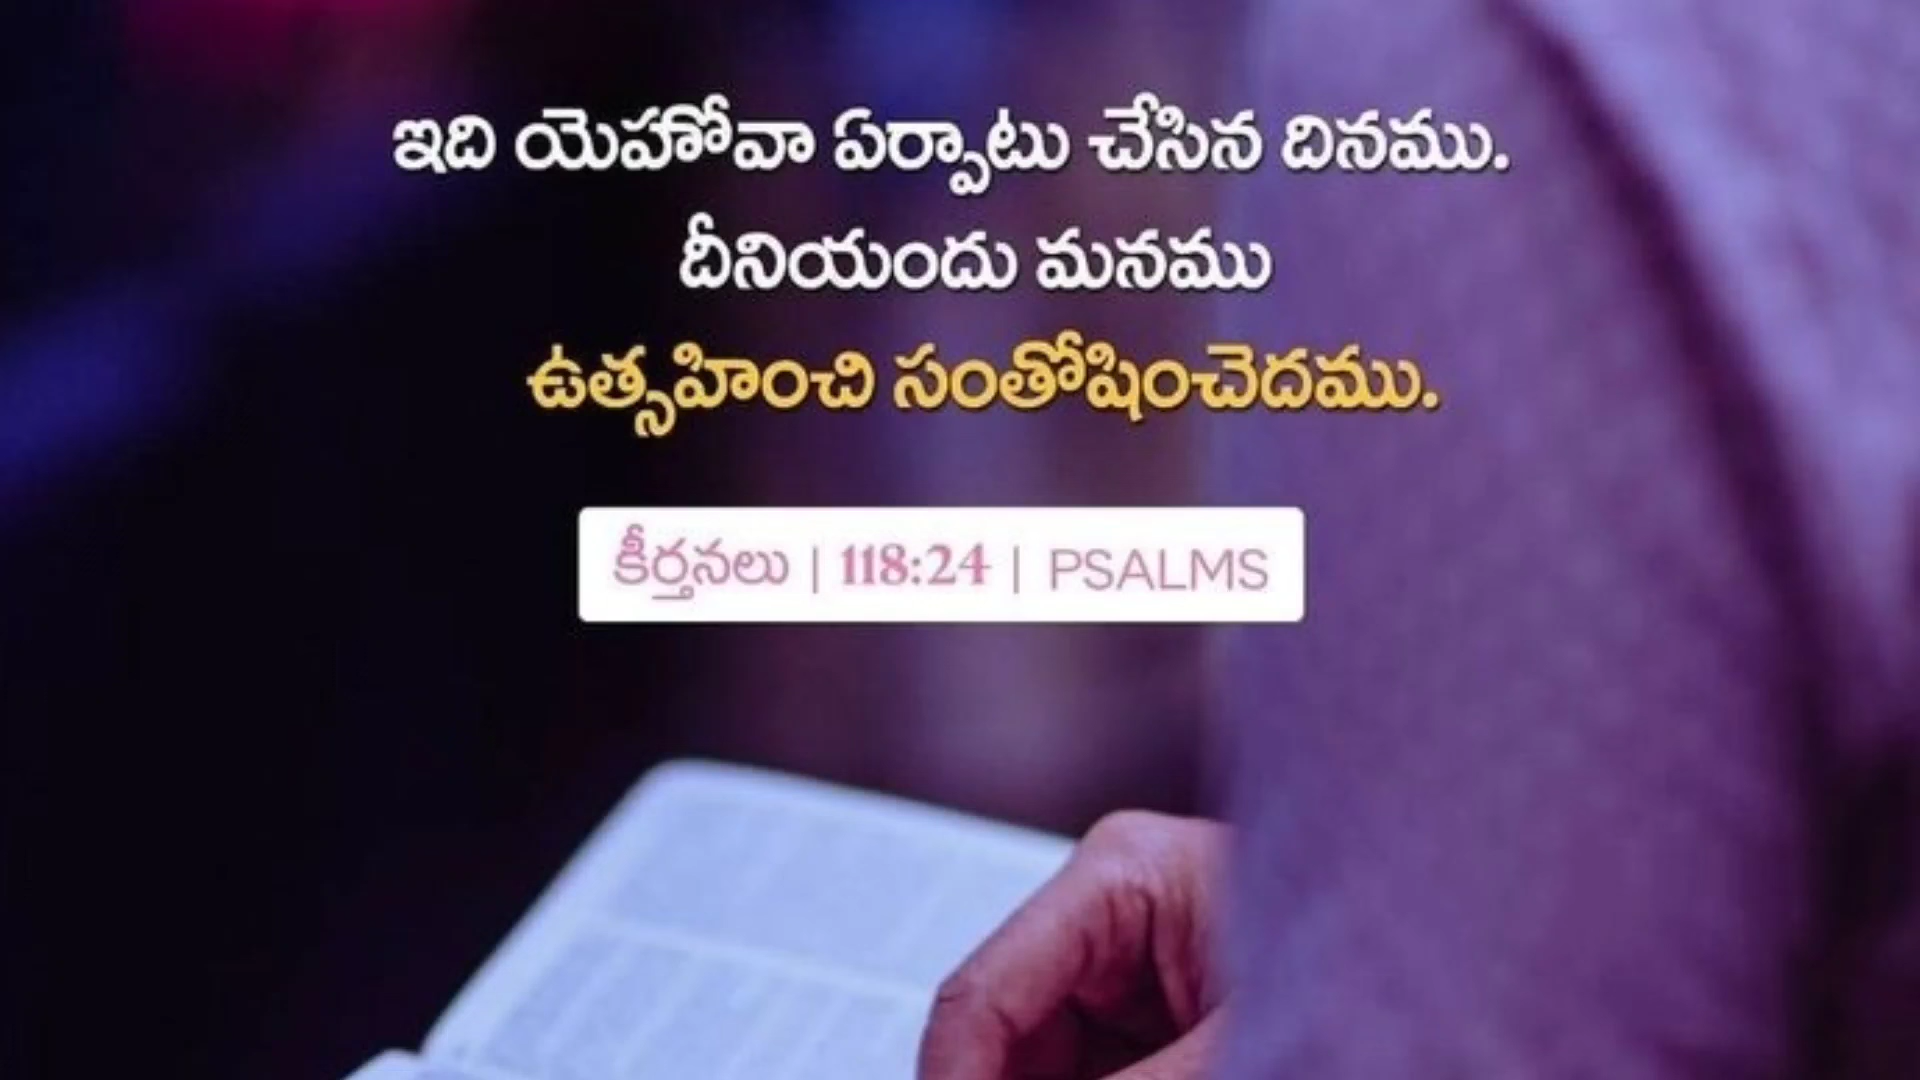 ఇది యెహోవా ఏర్పాటు చేసిన దినము.
దీనియందు మనము
ఉత్సహించి సంతోషించెదము.
కీర్తనలు | 118:24 | PSALMS